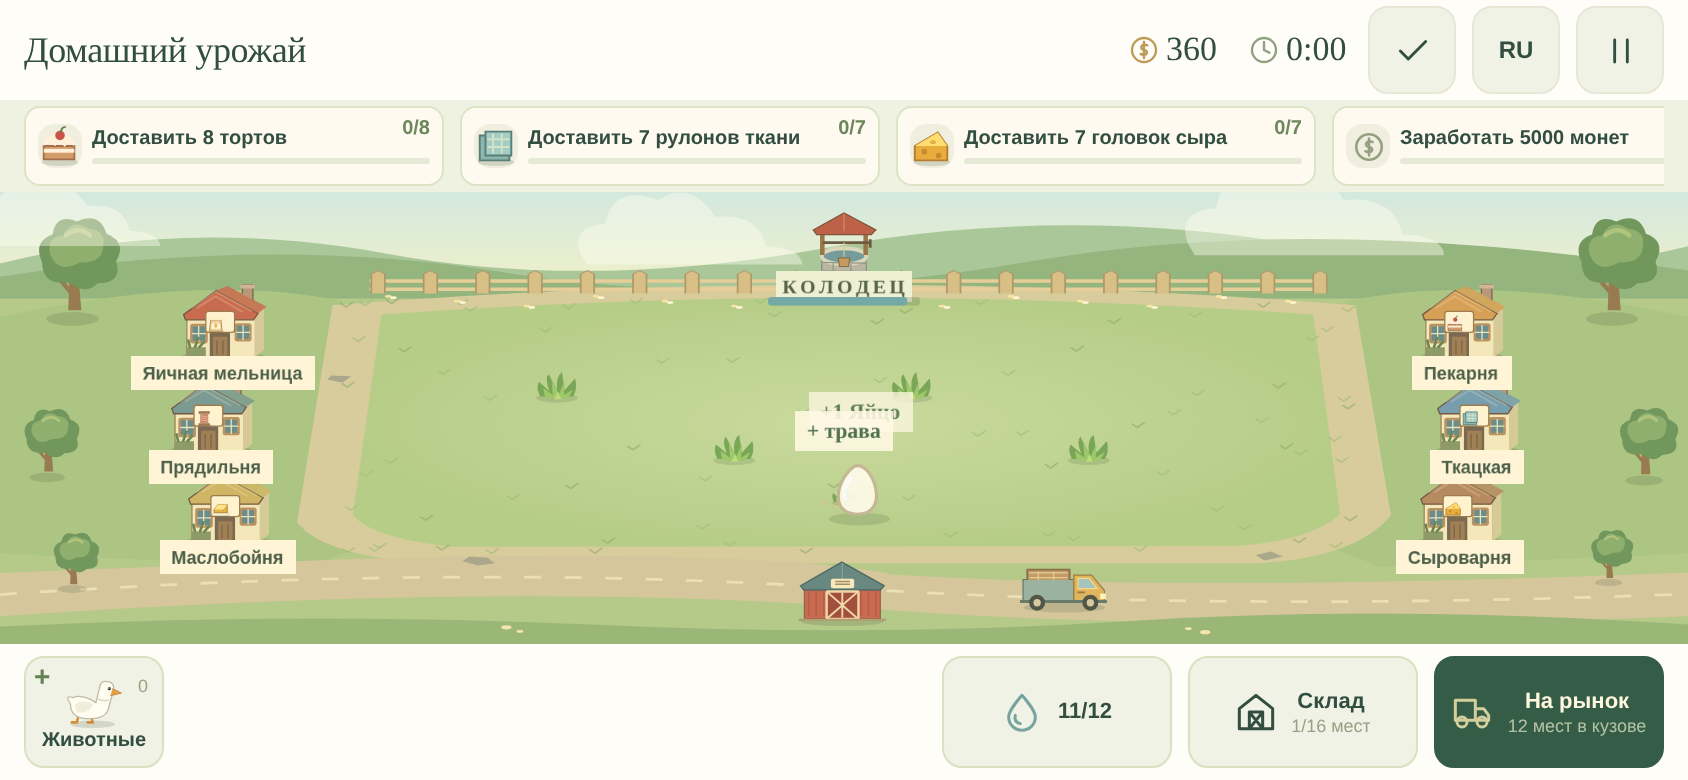 Домашний урожай
360
0:00
RU
Доставить 8 тортов
0/8
Доставить 7 рулонов ткани
0/7
Доставить 7 головок сыра
0/7
Заработать 5000 монет
КОЛОДЕЦ
Яичная мельница
Пекарня
+1 Яйцо
+ трава
Прядильня
Ткацкая
Маслобойня
Сыроварня
+
0
Животные
11/12
Склад
1/16 мест
На рынок
12 мест в кузове